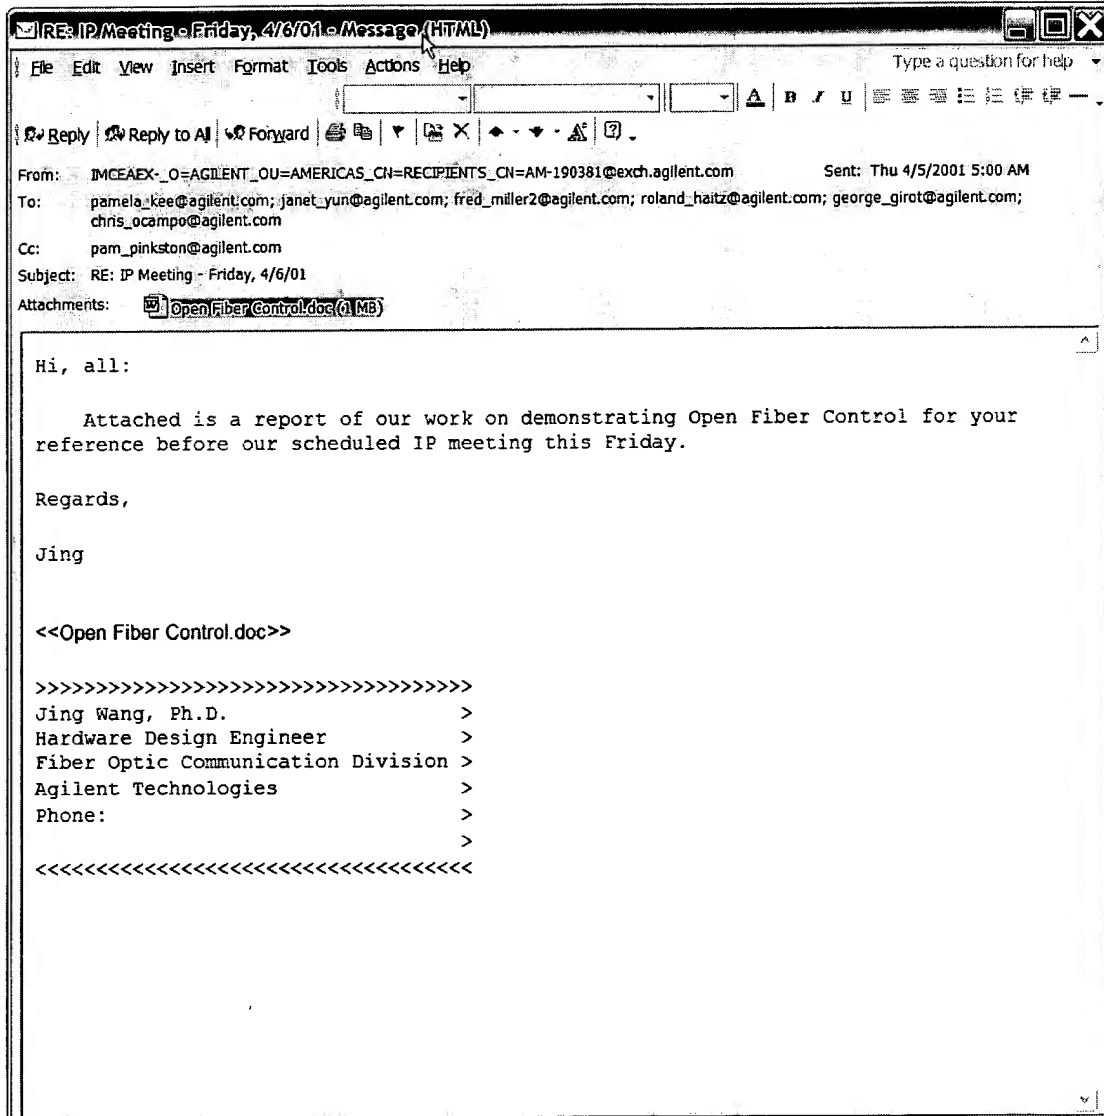 RE: IP Meeting - Friday, 4/6/01 - Message (HTML)
File Edit View Insert Format Tools Actions Help Type a question for help
A B I U
Reply Reply to All Forward
From: IMCEAEX-_O=AGILENT_OU=AMERICAS_CN=RECIPIENTS_CN=AM-190381@exch.agilent.com Sent: Thu 4/5/2001 5:00 AM
To: pamela_kee@agilent.com; janet_yun@agilent.com; fred_miller2@agilent.com; roland_haitz@agilent.com; george_girot@agilent.com;
chris_ocampo@agilent.com
Cc: pam_pinkston@agilent.com
Subject: RE: IP Meeting - Friday, 4/6/01
Attachments: Open Fiber Control.doc (1 MB)
Hi, all:
Attached is a report of our work on demonstrating Open Fiber Control for your
reference before our scheduled IP meeting this Friday.
Regards,
Jing
<<Open Fiber Control.doc>>
>>>>>>>>>>>>>>>>>>>>>>>>>>>>>>>>>>>>
Jing Wang, Ph.D. >
Hardware Design Engineer >
Fiber Optic Communication Division >
Agilent Technologies >
Phone: >
>
<<<<<<<<<<<<<<<<<<<<<<<<<<<<<<<<<<<<